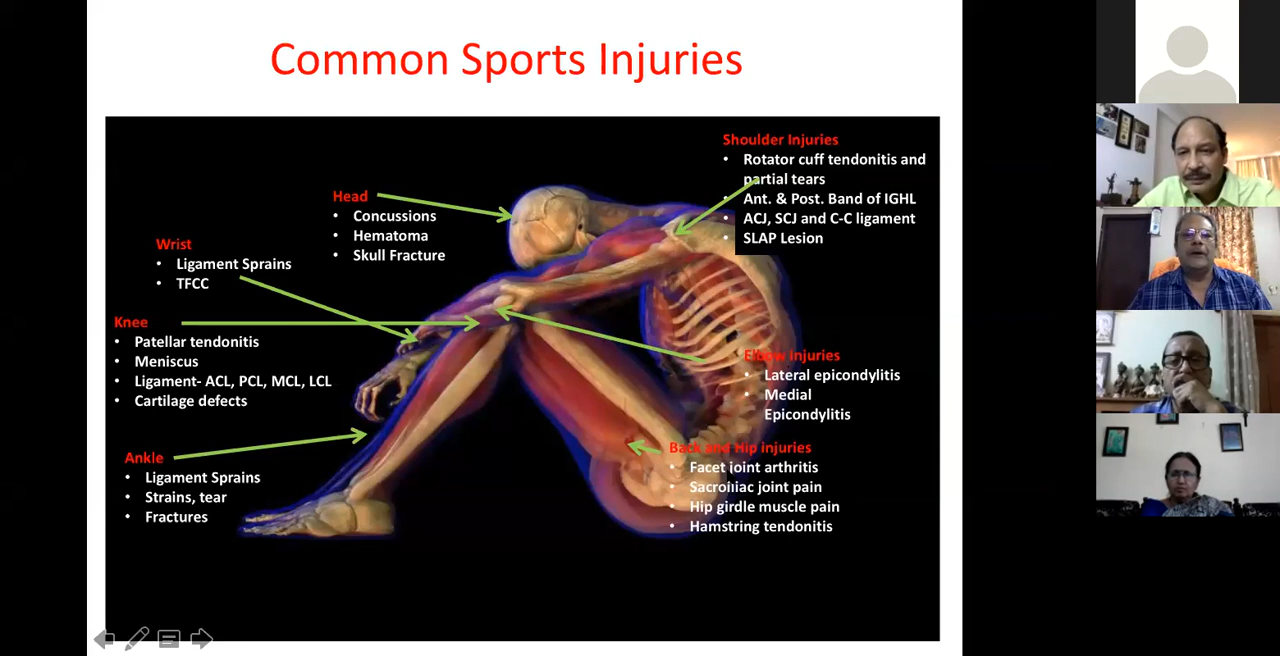 Common Sports Injuries
Shoulder Injuries
• Rotator cuff tendonitis and
partial tears
• Ant. & Post. Band of IGHL
• ACJ, SCJ and C-C ligament
• SLAP Lesion
Head
• Concussions
• Hematoma
• Skull Fracture
Wrist
• Ligament Sprains
• TFCC
Knee
• Patellar tendonitis
• Meniscus
• Ligament- ACL, PCL, MCL, LCL
• Cartilage defects
Elbow Injuries
• Lateral epicondylitis
• Medial
Epicondylitis
Ankle
• Ligament Sprains
• Strains, tear
• Fractures
Back and Hip injuries
• Facet joint arthritis
• Sacroiliac joint pain
• Hip girdle muscle pain
• Hamstring tendonitis